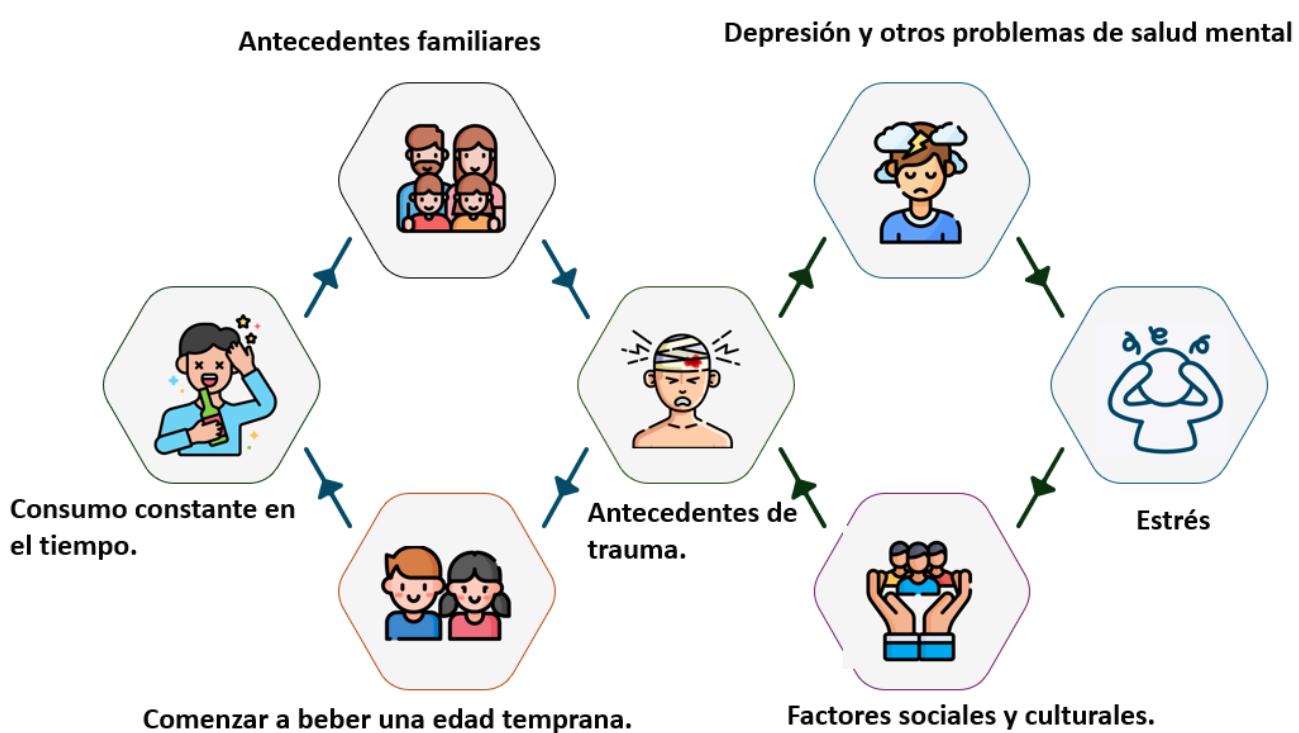 Antecedentes familiares
Depresión y otros problemas de salud mental
Consumo constante en
el tiempo.
Antecedentes de
trauma.
Estrés
Comenzar a beber una edad temprana.
Factores sociales y culturales.